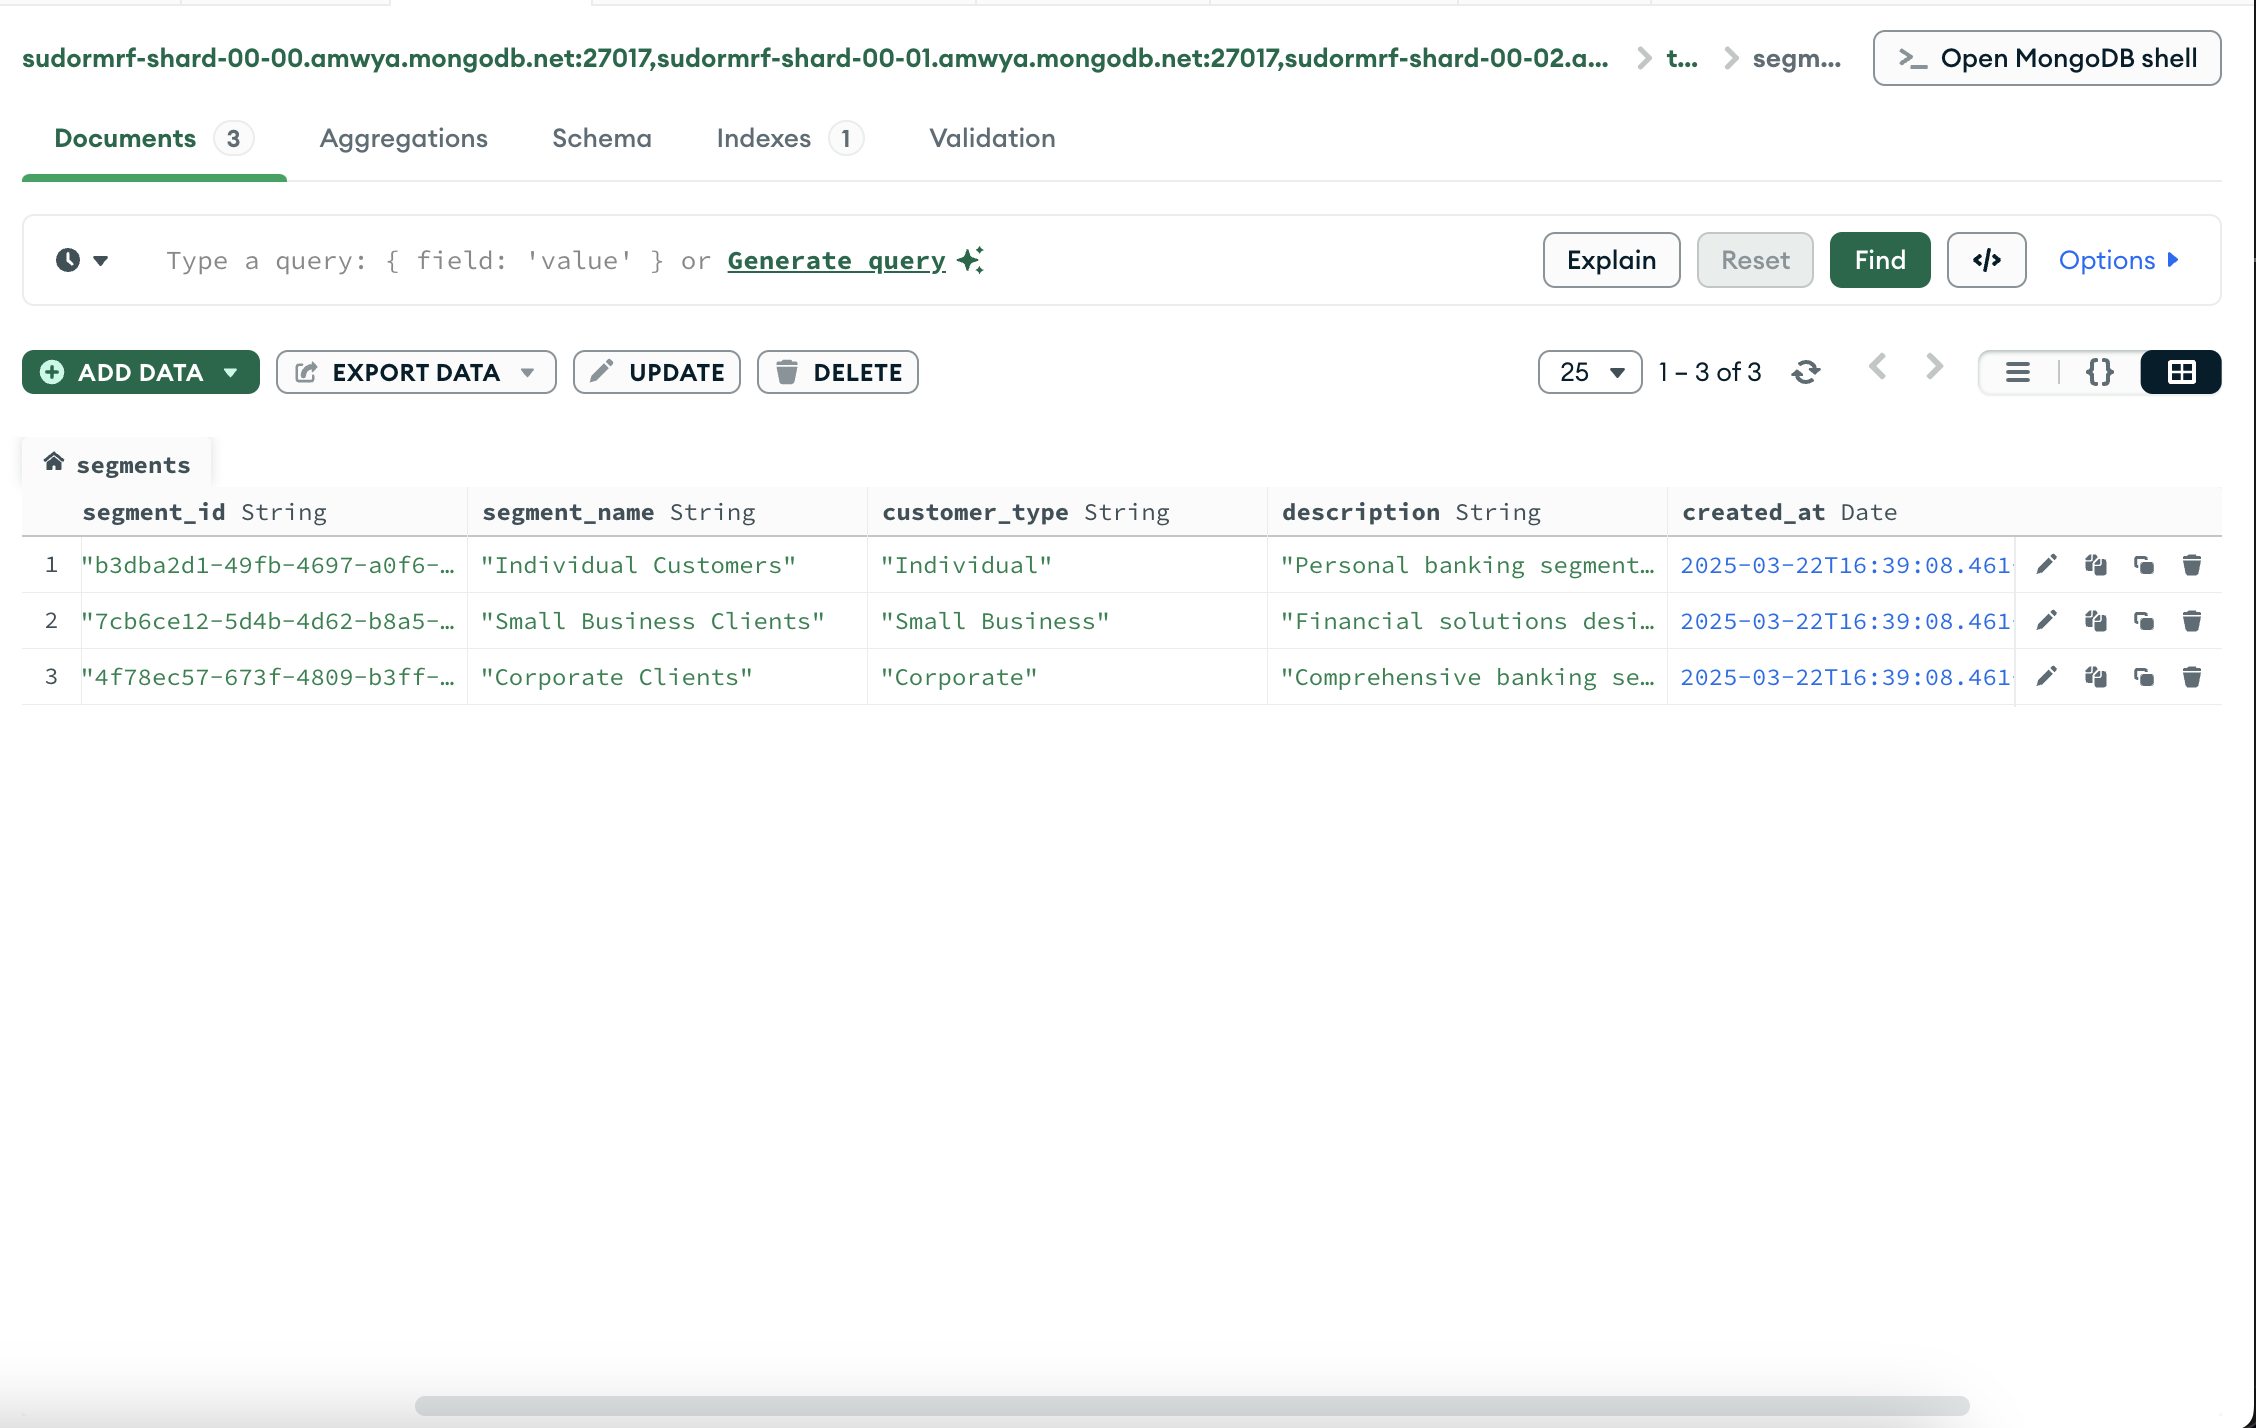 sudormrf-shard-00-00.amwya.mongodb.net:27017,sudormrf-shard-00-01.amwya.mongodb.net:27017,sudormrf-shard-00-02.a... > t... > segm... >_ Open MongoDB shell
Documents 3 Aggregations Schema Indexes 1 Validation
Type a query: { field: 'value' } or Generate query Explain Reset Find </> Options
ADD DATA EXPORT DATA UPDATE DELETE 25 1 – 3 of 3 {}
segments
segment_id String segment_name String customer_type String description String created_at Date
1 "b3dba2d1-49fb-4697-a0f6-… "Individual Customers" "Individual" "Personal banking segment… 2025-03-22T16:39:08.461
2 "7cb6ce12-5d4b-4d62-b8a5-… "Small Business Clients" "Small Business" "Financial solutions desi… 2025-03-22T16:39:08.461
3 "4f78ec57-673f-4809-b3ff-… "Corporate Clients" "Corporate" "Comprehensive banking se… 2025-03-22T16:39:08.461